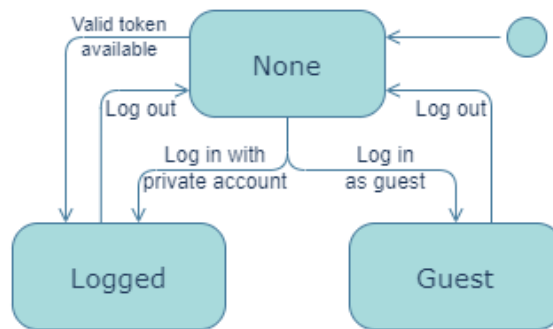 Valid token
available
None
Log out
Log out
Log in with
private account
Log in
as guest
Logged
Guest